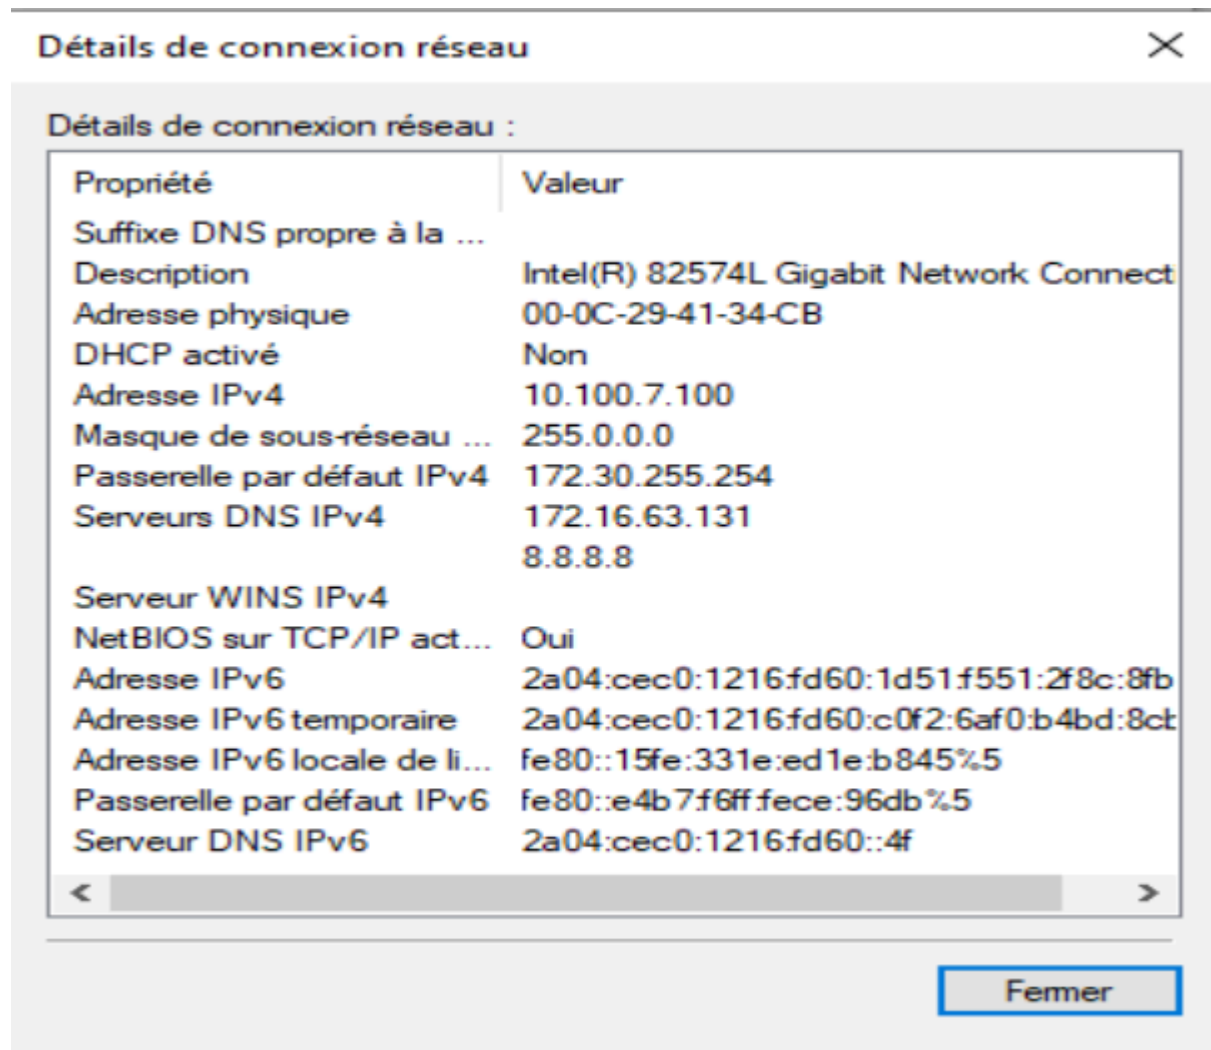 Détails de connexion réseau
Détails de connexion réseau :
Propriété Valeur
Suffixe DNS propre à la ...
Description Intel(R) 82574L Gigabit Network Connect
Adresse physique 00-0C-29-41-34-CB
DHCP activé Non
Adresse IPv4 10.100.7.100
Masque de sous-réseau ... 255.0.0.0
Passerelle par défaut IPv4 172.30.255.254
Serveurs DNS IPv4 172.16.63.131
8.8.8.8
Serveur WINS IPv4
NetBIOS sur TCP/IP act... Oui
Adresse IPv6 2a04:cec0:1216:fd60:1d51:f551:2f8c:8fb
Adresse IPv6 temporaire 2a04:cec0:1216:fd60:c0f2:6af0:b4bd:8cb
Adresse IPv6 locale de li... fe80::15fe:331e:ed1e:b845%5
Passerelle par défaut IPv6 fe80::e4b7:f6ff:fece:96db%5
Serveur DNS IPv6 2a04:cec0:1216:fd60::4f
Fermer